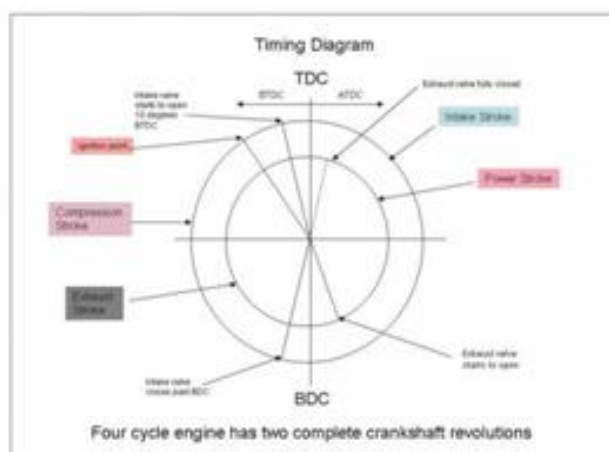 Timing Diagram
TDC
Intake valve
starts to open
10 degrees
BTDC
BTDC
ATDC
Exhaust valve fully closed
Intake Stroke
Ignition point
Power Stroke
Compression
Stroke
Exhaust
Stroke
Exhaust valve
starts to open
Intake valve
closes past BDC
BDC
Four cycle engine has two complete crankshaft revolutions